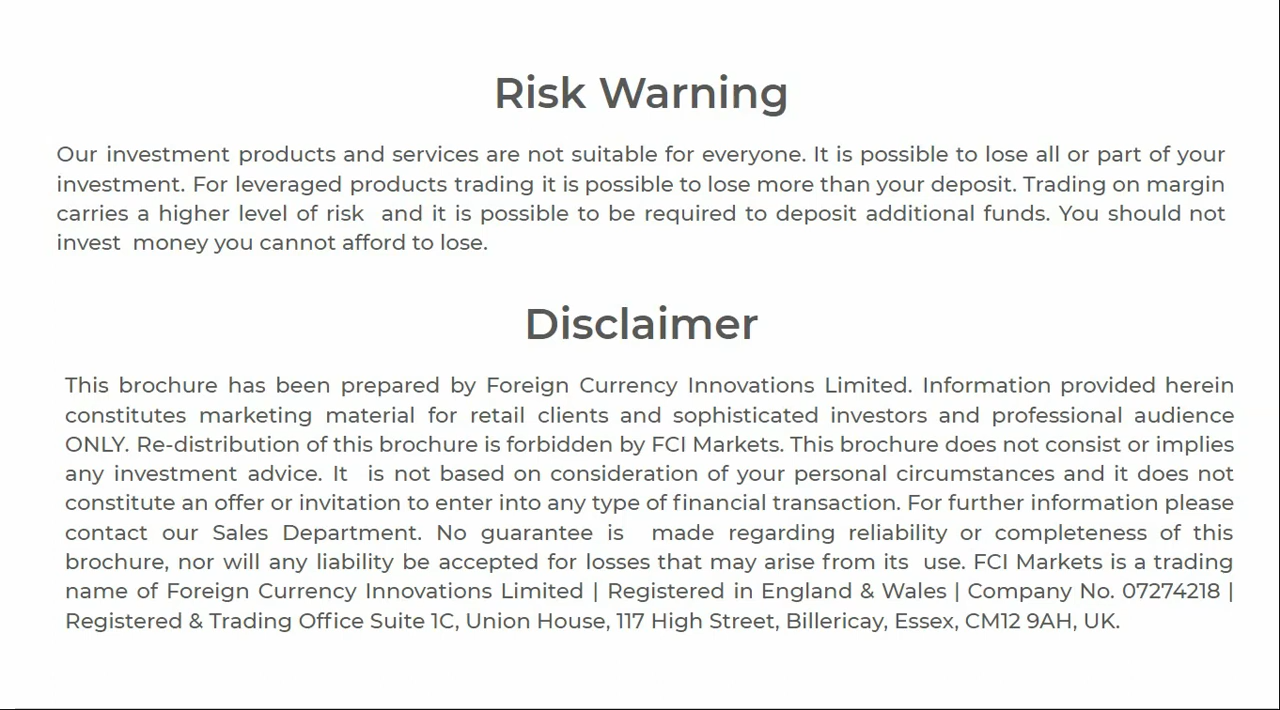 Risk Warning
Our investment products and services are not suitable for everyone. It is possible to lose all or part of your
investment. For leveraged products trading it is possible to lose more than your deposit. Trading on margin
carries a higher level of risk and it is possible to be required to deposit additional funds. You should not
invest money you cannot afford to lose.
Disclaimer
This brochure has been prepared by Foreign Currency Innovations Limited. Information provided herein
constitutes marketing material for retail clients and sophisticated investors and professional audience
ONLY. Re-distribution of this brochure is forbidden by FCI Markets. This brochure does not consist or implies
any investment advice. It is not based on consideration of your personal circumstances and it does not
constitute an offer or invitation to enter into any type of financial transaction. For further information please
contact our Sales Department. No guarantee is made regarding reliability or completeness of this
brochure, nor will any liability be accepted for losses that may arise from its use. FCI Markets is a trading
name of Foreign Currency Innovations Limited | Registered in England & Wales | Company No. 07274218 |
Registered & Trading Office Suite 1C, Union House, 117 High Street, Billericay, Essex, CM12 9AH, UK.